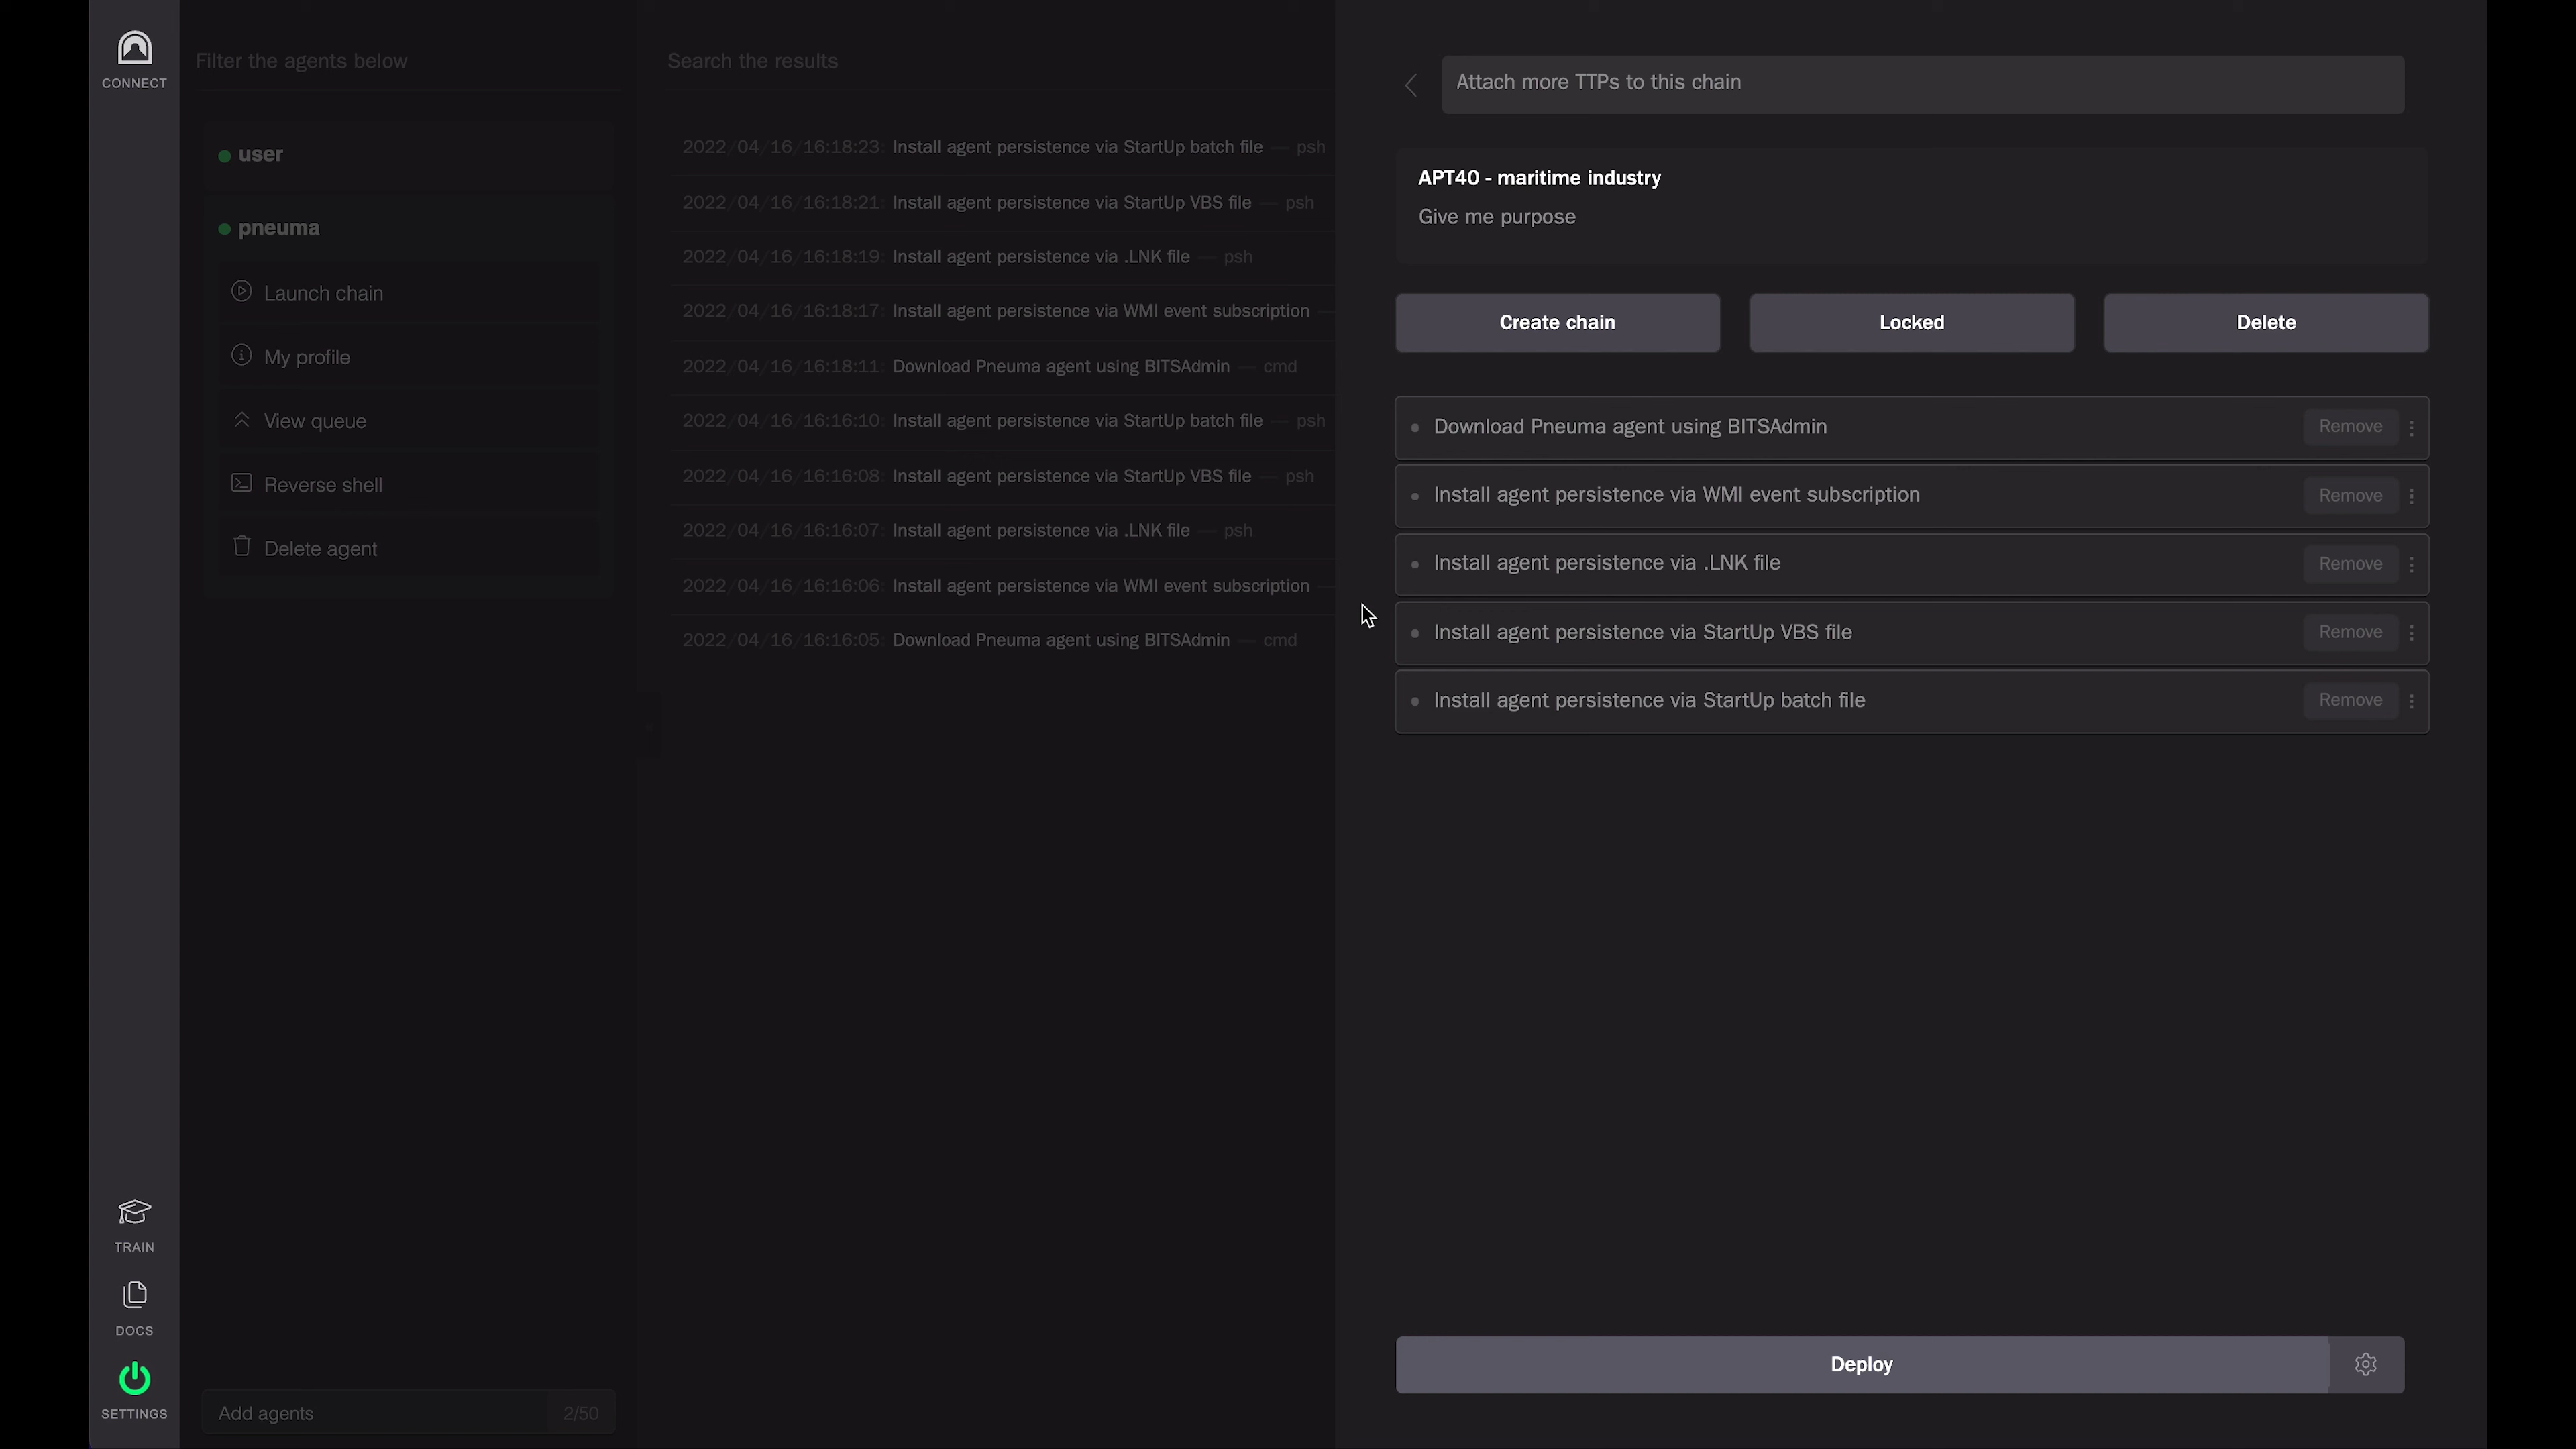 CONNECT
Filter the agents below
user
pneuma
Launch chain
My profile
View queue
Reverse shell
Delete agent
Add agents 2/50
TRAIN
DOCS
SETTINGS
Search the results
2022/04/16/16:18:23: Install agent persistence via StartUp batch file — psh
2022/04/16/16:18:21: Install agent persistence via StartUp VBS file — psh
2022/04/16/16:18:19: Install agent persistence via .LNK file — psh
2022/04/16/16:18:17: Install agent persistence via WMI event subscription —
2022/04/16/16:18:11: Download Pneuma agent using BITSAdmin — cmd
2022/04/16/16:16:10: Install agent persistence via StartUp batch file — psh
2022/04/16/16:16:08: Install agent persistence via StartUp VBS file — psh
2022/04/16/16:16:07: Install agent persistence via .LNK file — psh
2022/04/16/16:16:06: Install agent persistence via WMI event subscription —
2022/04/16/16:16:05: Download Pneuma agent using BITSAdmin — cmd
Attach more TTPs to this chain
APT40 - maritime industry
Give me purpose
Create chain Locked Delete
Download Pneuma agent using BITSAdmin Remove
Install agent persistence via WMI event subscription Remove
Install agent persistence via .LNK file Remove
Install agent persistence via StartUp VBS file Remove
Install agent persistence via StartUp batch file Remove
Deploy